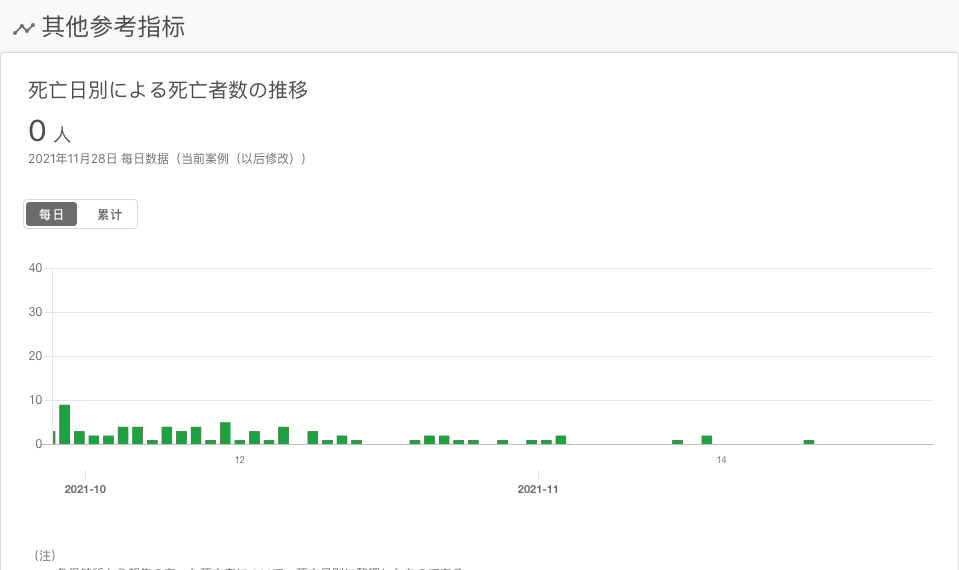 其他参考指标
死亡日別による死亡者数の推移
0 人
2021年11月28日 每日数据（当前案例（以后修改））
每日 累计
40
30
20
10
0
12 14
2021-10 2021-11
（注）